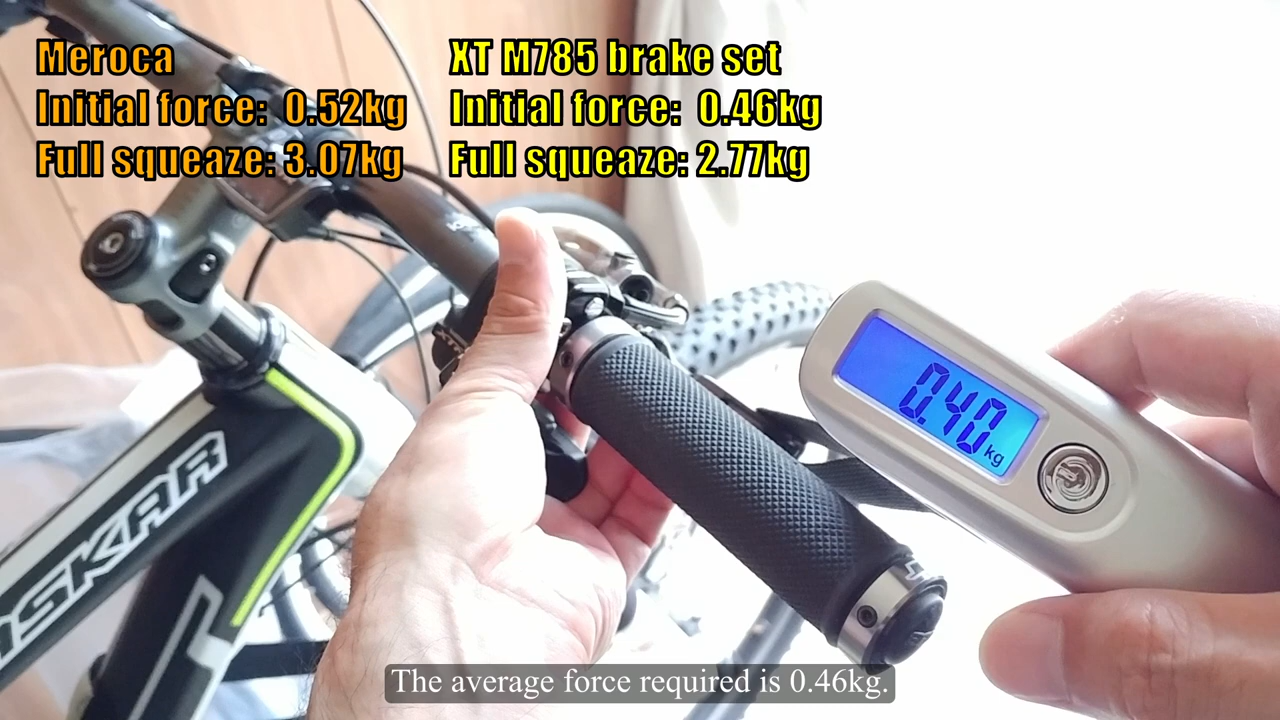 Meroca
Initial force: 0.52kg
Full squeaze: 3.07kg
XT M785 brake set
Initial force: 0.46kg
Full squeaze: 2.77kg
0.40 kg
The average force required is 0.46kg.